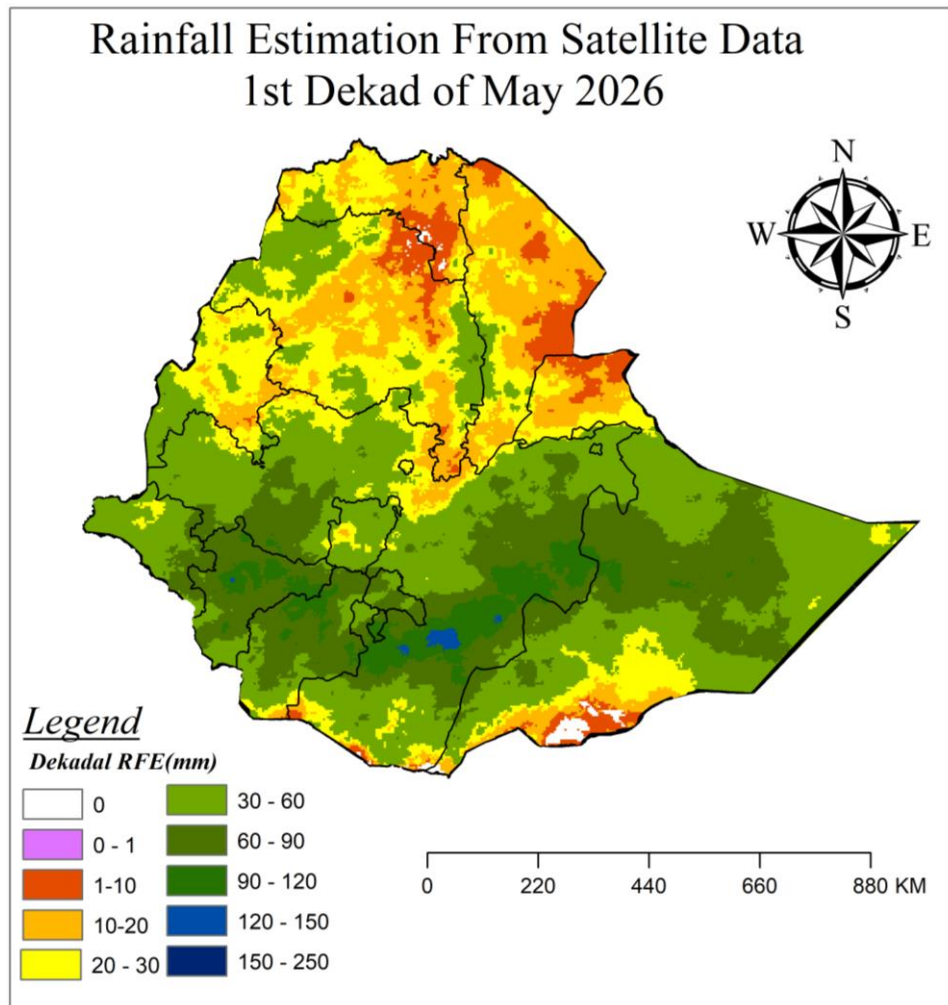 Rainfall Estimation From Satellite Data
1st Dekad of May 2026
N
W E
S
Legend
Dekadal RFE(mm)
0
0 - 1
1-10
10-20
20 - 30
30 - 60
60 - 90
90 - 120
120 - 150
150 - 250
0 220 440 660 880 KM